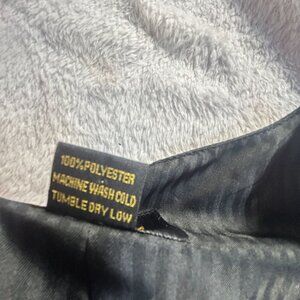 100% POLYESTER
MACHINE WASH COLD
TUMBLE DRY LOW